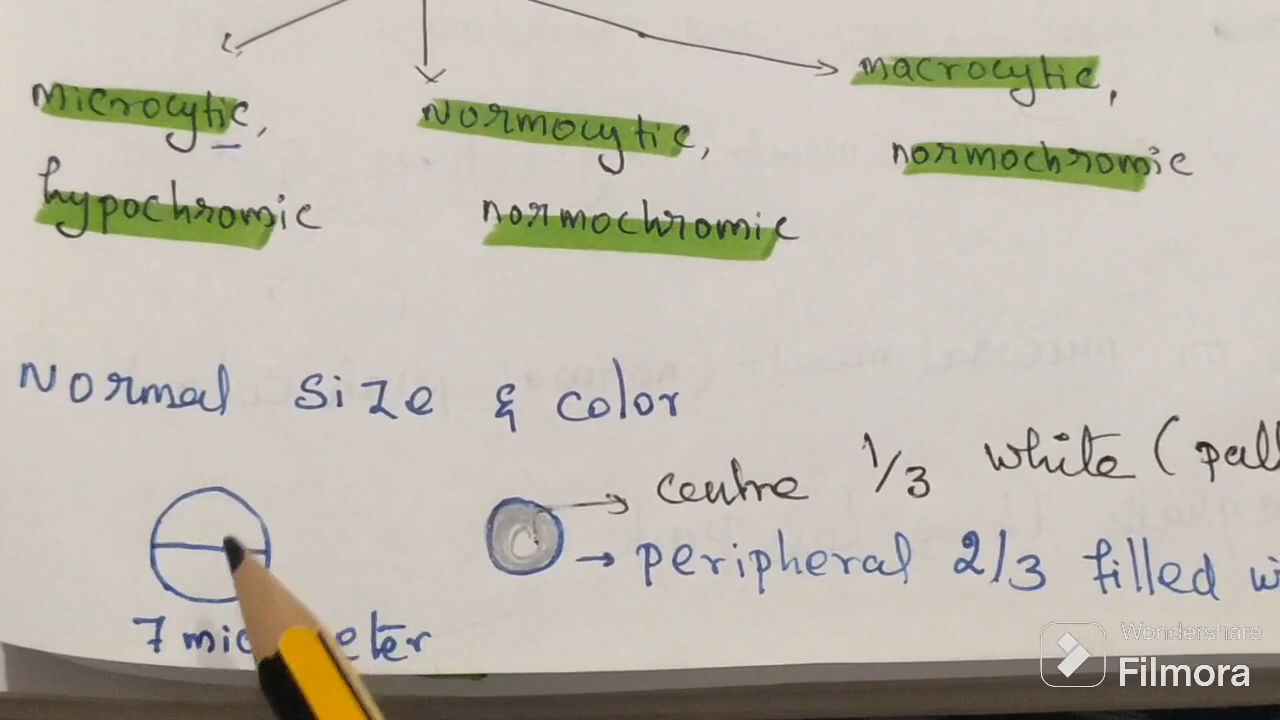 Microcytic,
hypochromic
Normocytic,
normochromic
macrocytic,
normochromic
Normal size & color
centre 1/3 white (pall
→ peripheral 2/3 filled wi
7 mic eter
Wondershare
Filmora